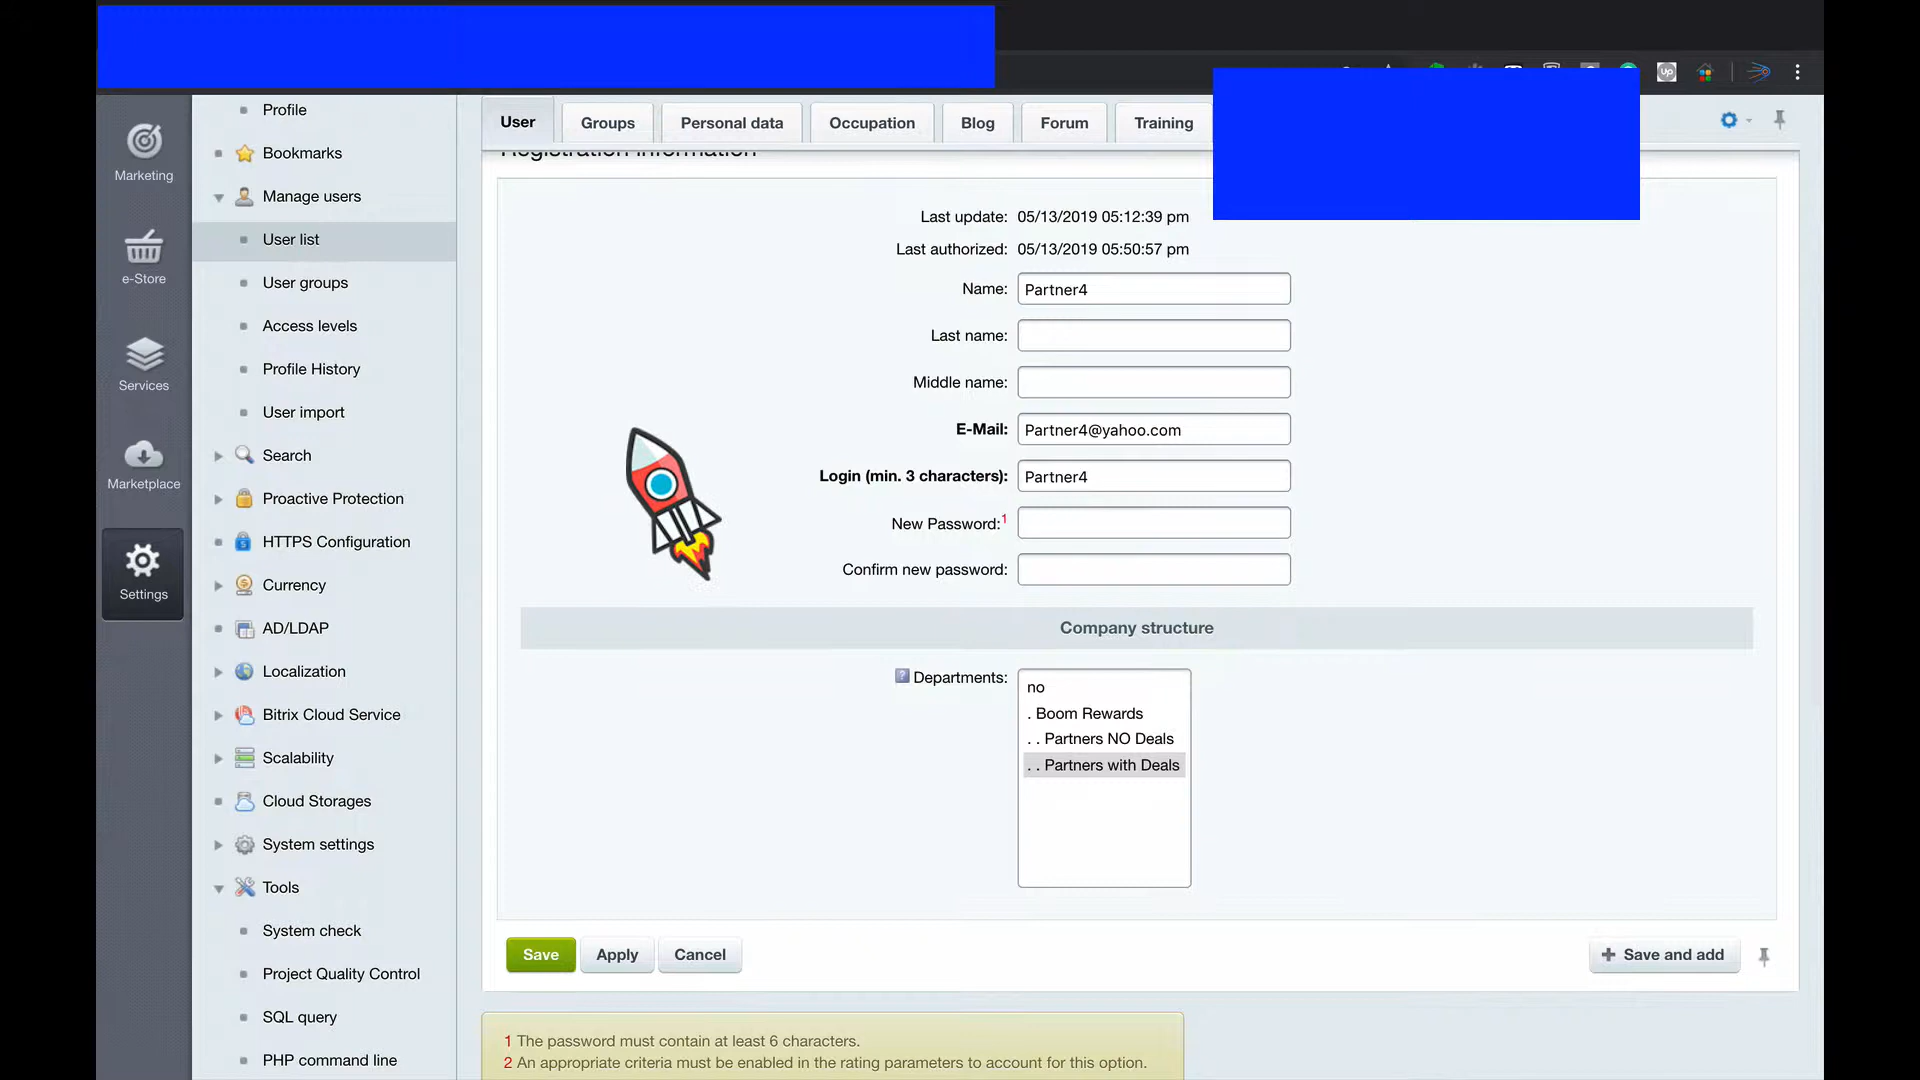 Up
Marketing
e-Store
Services
Marketplace
Settings
Profile
Bookmarks
Manage users
User list
User groups
Access levels
Profile History
User import
Search
Proactive Protection
HTTPS Configuration
Currency
AD/LDAP
Localization
Bitrix Cloud Service
Scalability
Cloud Storages
System settings
Tools
System check
Project Quality Control
SQL query
PHP command line
User Groups Personal data Occupation Blog Forum Training
Registration information
Last update: 05/13/2019 05:12:39 pm
Last authorized: 05/13/2019 05:50:57 pm
Name: Partner4
Last name:
Middle name:
E-Mail: Partner4@yahoo.com
Login (min. 3 characters): Partner4
New Password:1
Confirm new password:
Company structure
? Departments:
no
. Boom Rewards
. . Partners NO Deals
. . Partners with Deals
Save Apply Cancel + Save and add
1 The password must contain at least 6 characters.
2 An appropriate criteria must be enabled in the rating parameters to account for this option.